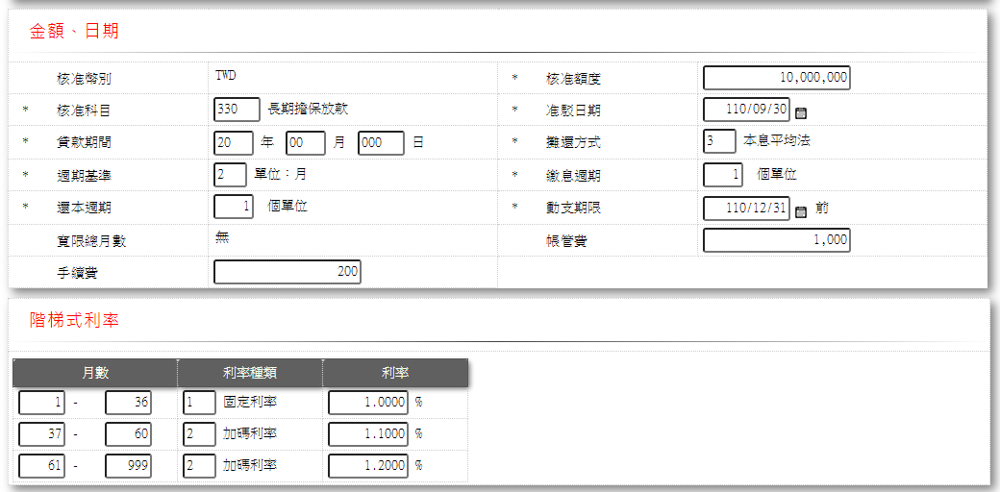 金額、日期
核准幣別 TWD * 核准額度 10,000,000
* 核准科目 330 長期擔保放款 * 准駁日期 110/09/30
* 貸款期間 20 年 00 月 000 日 * 攤還方式 3 本息平均法
* 週期基準 2 單位：月 * 繳息週期 1 個單位
* 還本週期 1 個單位 * 動支期限 110/12/31 前
寬限總月數 無 帳管費 1,000
手續費 200
階梯式利率
月數 利率種類 利率
1 - 36 1 固定利率 1.0000 %
37 - 60 2 加碼利率 1.1000 %
61 - 999 2 加碼利率 1.2000 %